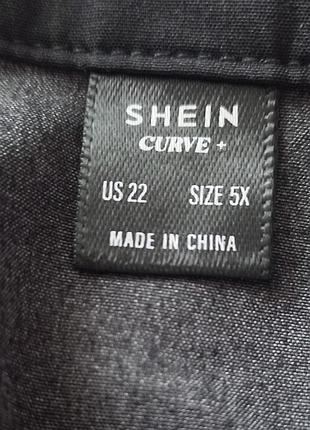 SHEIN
CURVE +
US 22 SIZE 5X
MADE IN CHINA